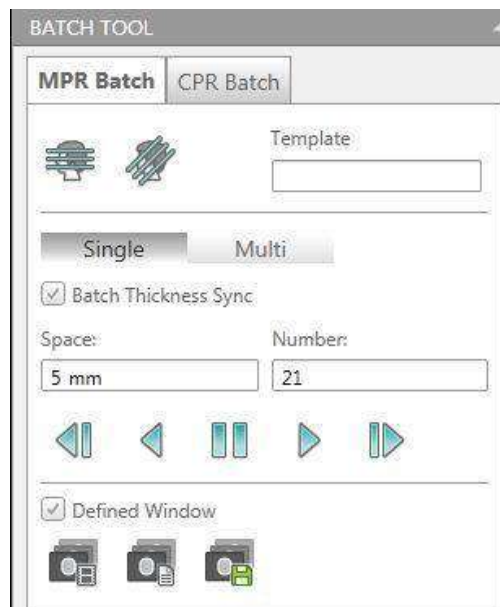 BATCH TOOL
MPR Batch CPR Batch
Template
Single Multi
Batch Thickness Sync
Space: Number:
5 mm 21
Defined Window